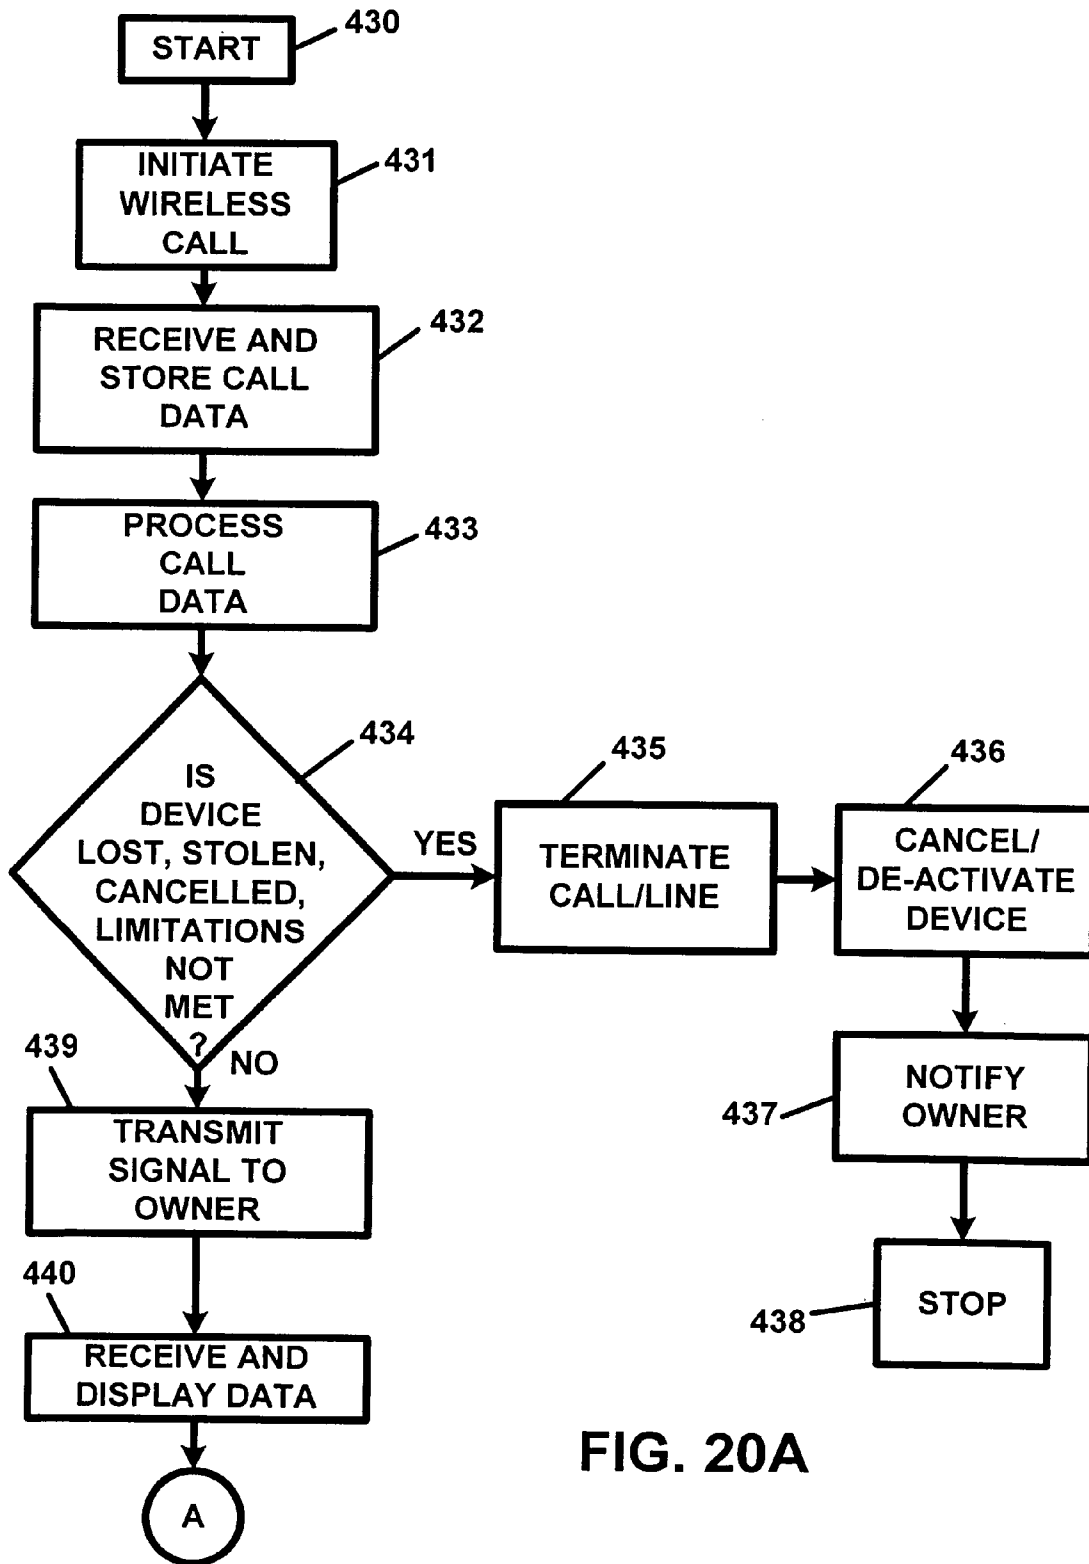 430
START
431
INITIATE
WIRELESS
CALL
432
RECEIVE AND
STORE CALL
DATA
433
PROCESS
CALL
DATA
434
IS
DEVICE
LOST, STOLEN,
CANCELLED,
LIMITATIONS
NOT
MET
?
YES
435
TERMINATE
CALL/LINE
436
CANCEL/
DE-ACTIVATE
DEVICE
437
NOTIFY
OWNER
438
STOP
NO
439
TRANSMIT
SIGNAL TO
OWNER
440
RECEIVE AND
DISPLAY DATA
A
FIG. 20A